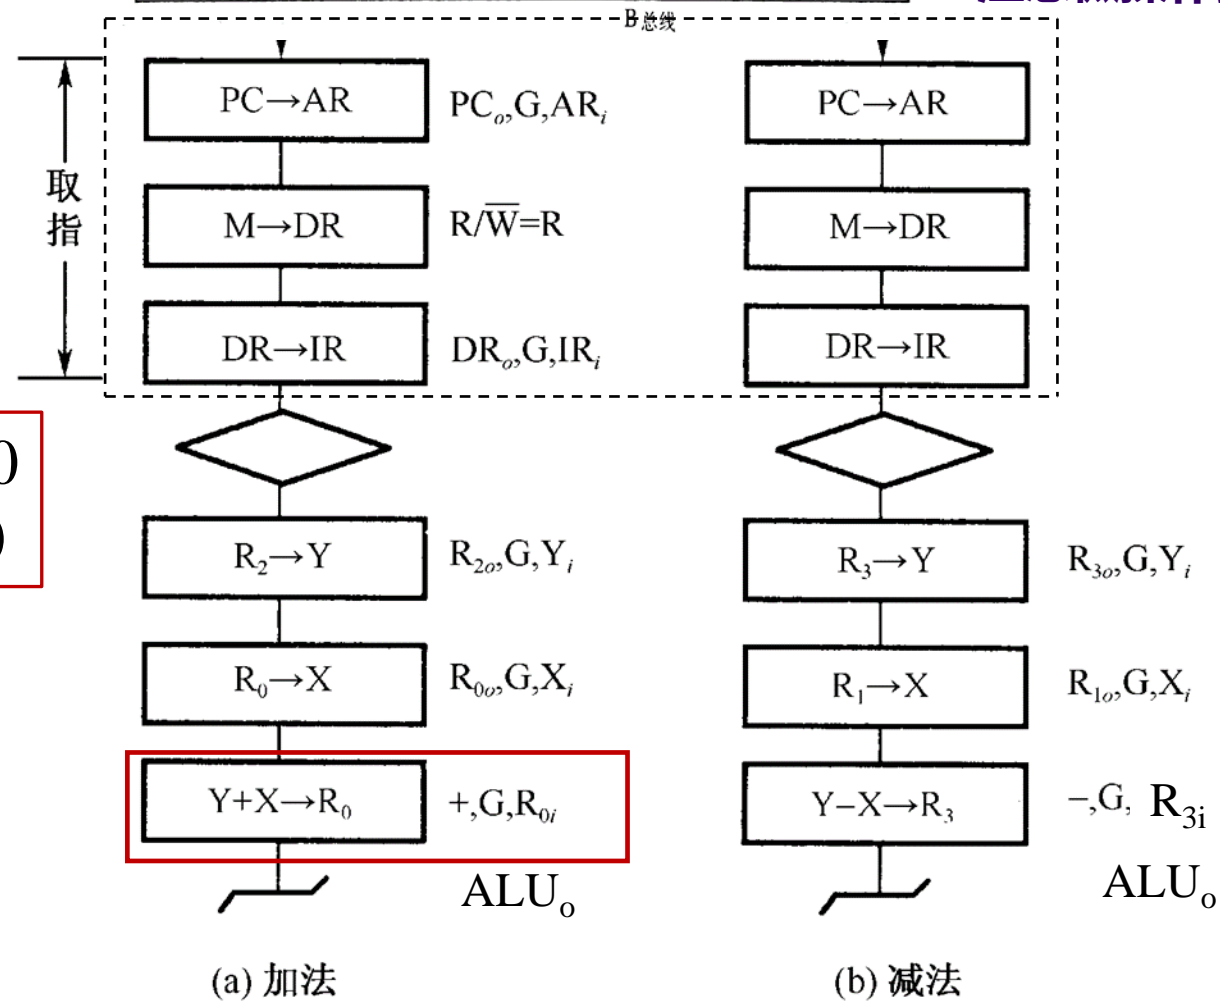 B总线
PC→AR
PCₒ,G,ARᵢ
M→DR
R/W̅=R
DR→IR
DRₒ,G,IRᵢ
取指
R₂→Y
R₂ₒ,G,Yᵢ
R₀→X
R₀ₒ,G,Xᵢ
Y+X→R₀
+,G,R₀ᵢ
ALUₒ
(a) 加法
PC→AR
M→DR
DR→IR
R₃→Y
R₃ₒ,G,Yᵢ
R₁→X
R₁ₒ,G,Xᵢ
Y−X→R₃
−,G, R₃ᵢ
ALUₒ
(b) 减法